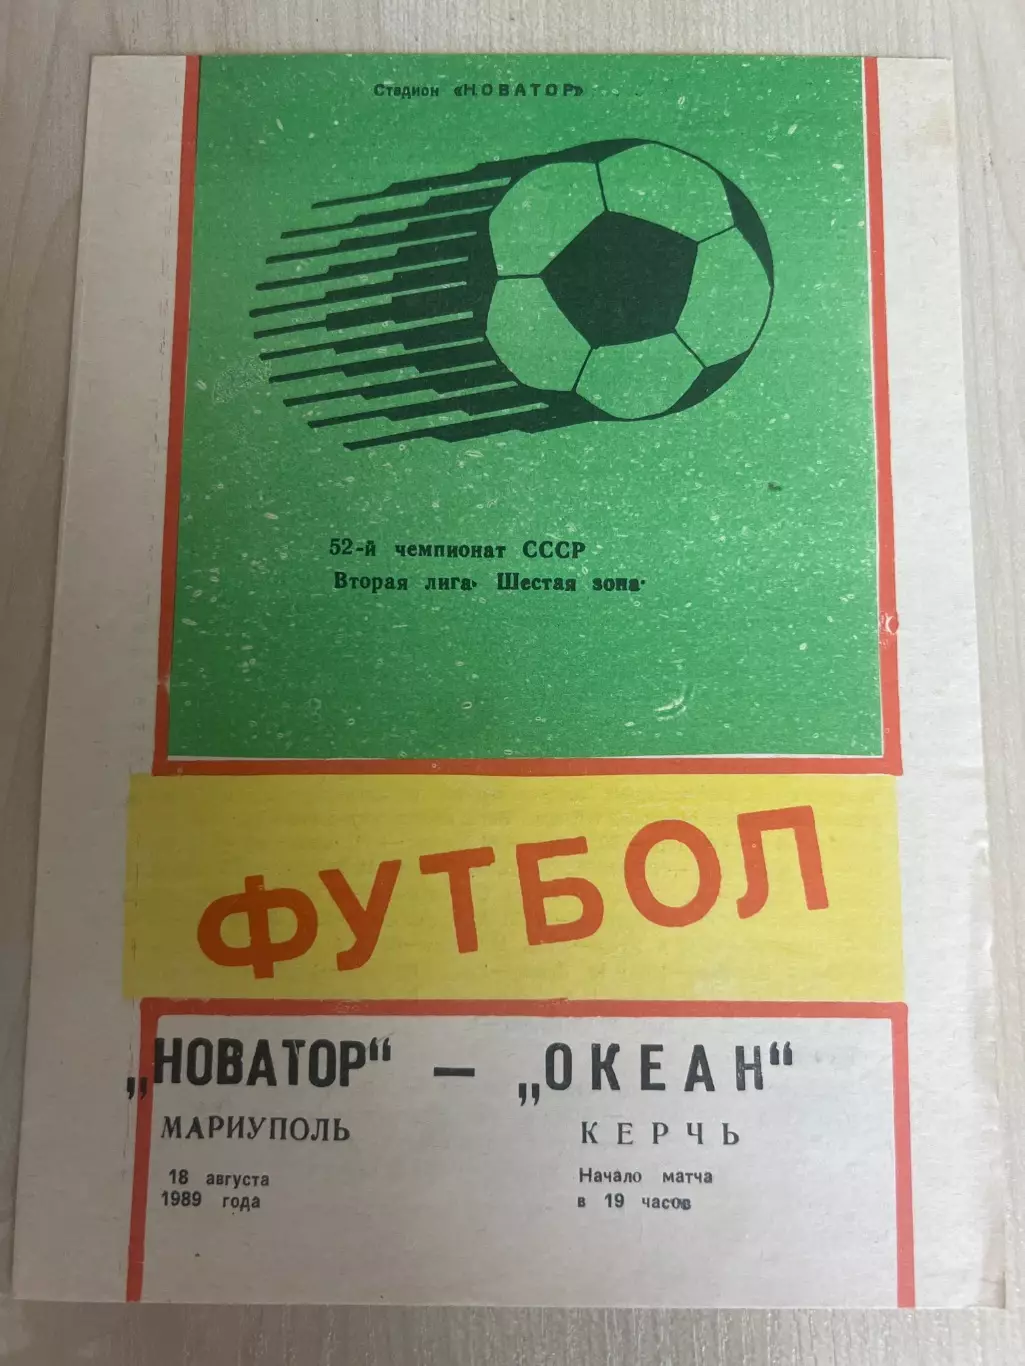 Стадион «НОВАТОР»
52-й чемпионат СССР
Вторая лига. Шестая зона.
ФУТБОЛ
„НОВАТОР“ — „ОКЕАН“
МАРИУПОЛЬ КЕРЧЬ
18 августа Начало матча
1989 года в 19 часов